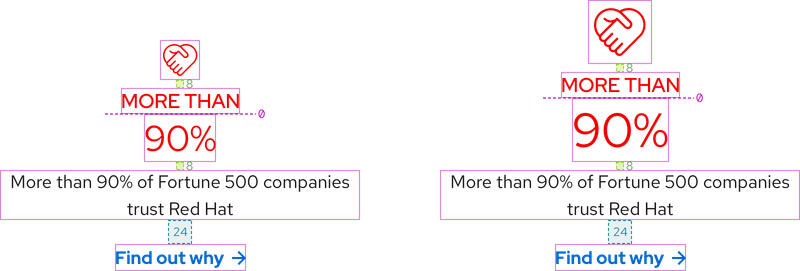 8
MORE THAN
0
90%
8
More than 90% of Fortune 500 companies
trust Red Hat
24
Find out why →
8
MORE THAN
0
90%
8
More than 90% of Fortune 500 companies
trust Red Hat
24
Find out why →